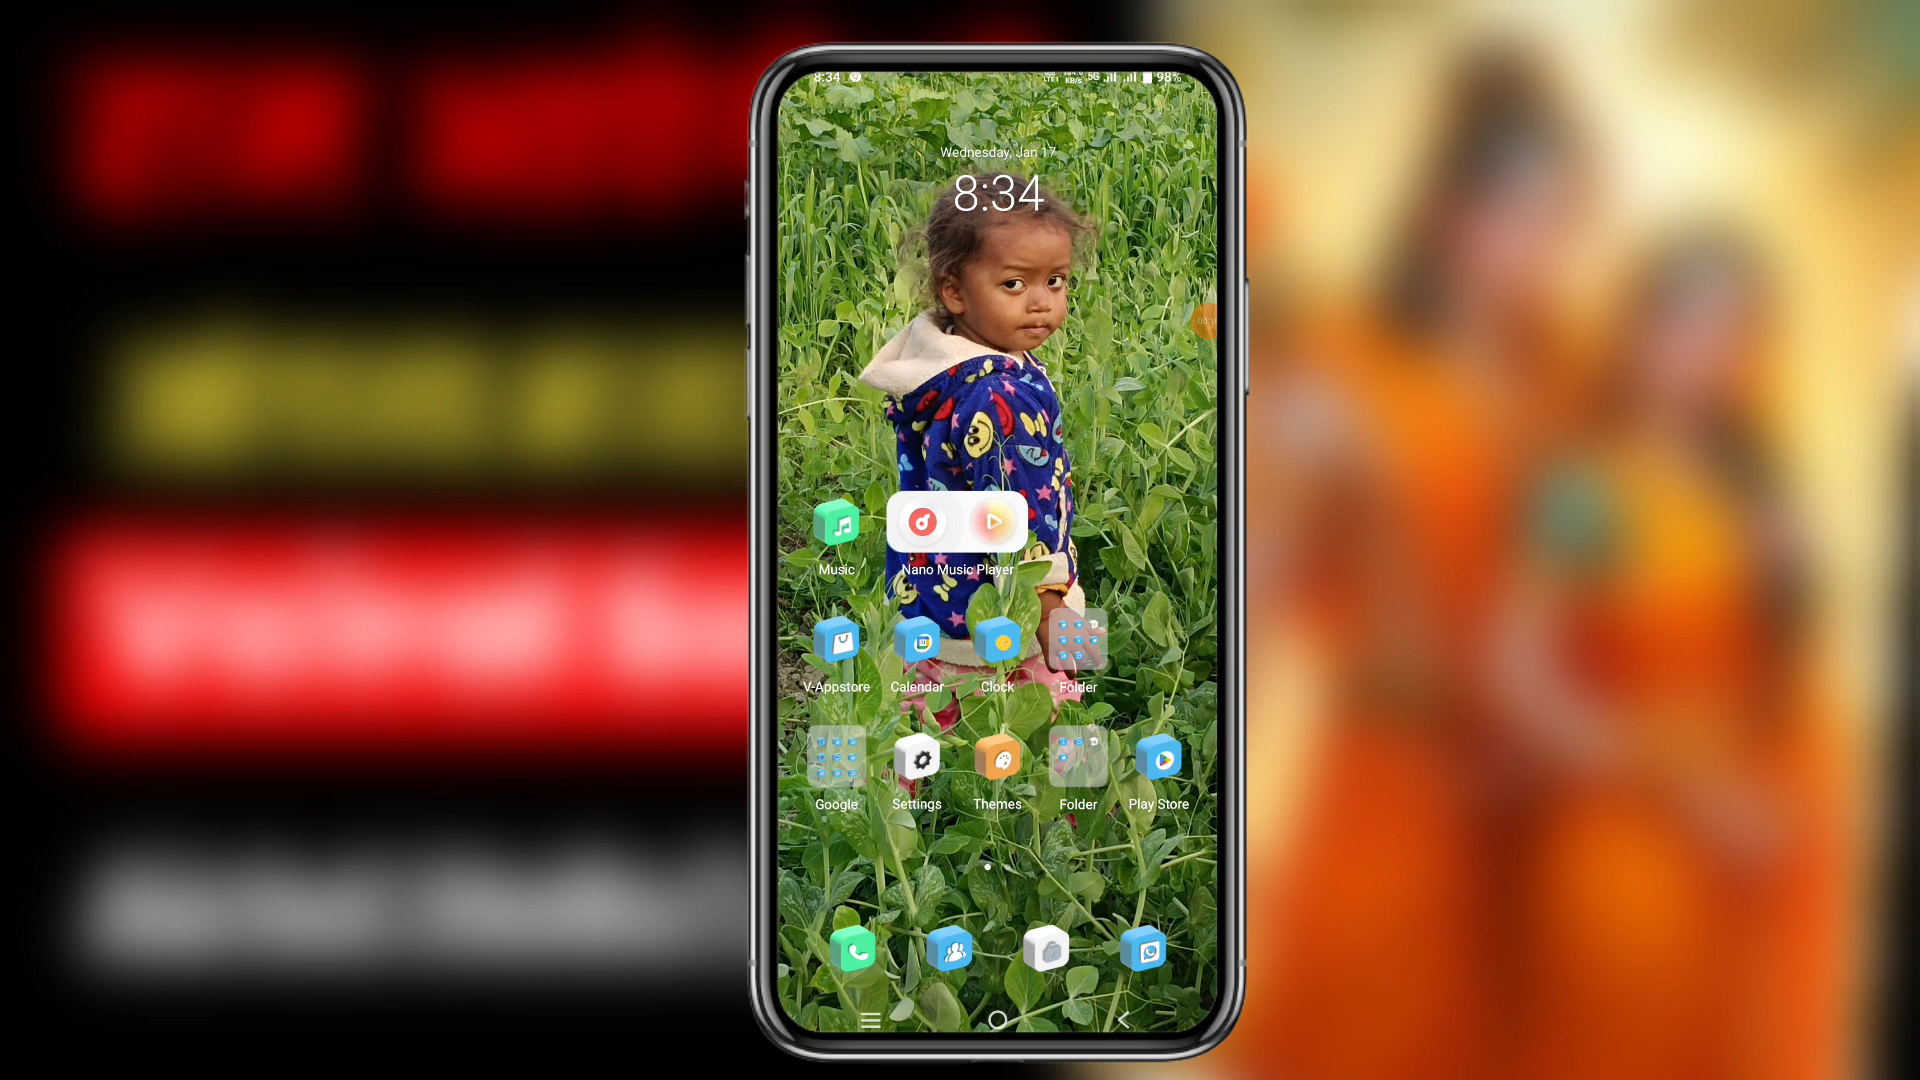 8:34
5G
98%
Wednesday, Jan 17
8:34
Music
Nano Music Player
V-Appstore
Calendar
Clock
Folder
Google
Settings
Themes
Folder
Play Store